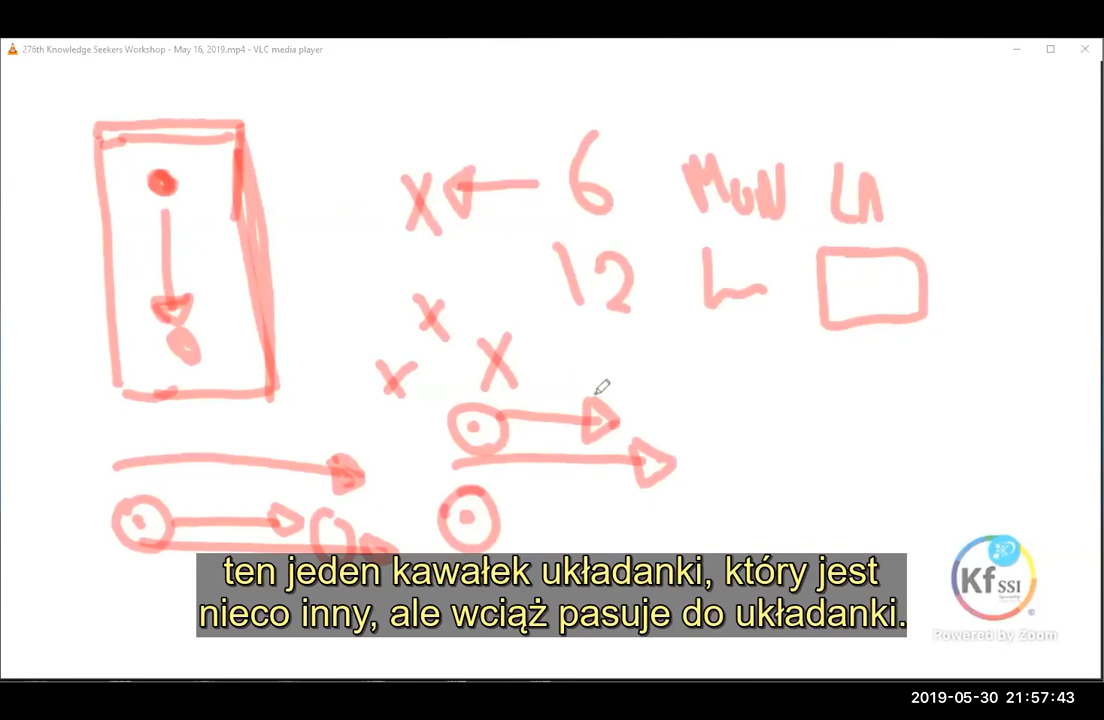 276th Knowledge Seekers Workshop - May 16, 2019.mp4 - VLC media player
X 6 MUN LA
12 L
X
X X
ten jeden kawałek układanki, który jest
nieco inny, ale wciąż pasuje do układanki.
Kf SSI
©
Powered by Zoom
2019-05-30 21:57:43